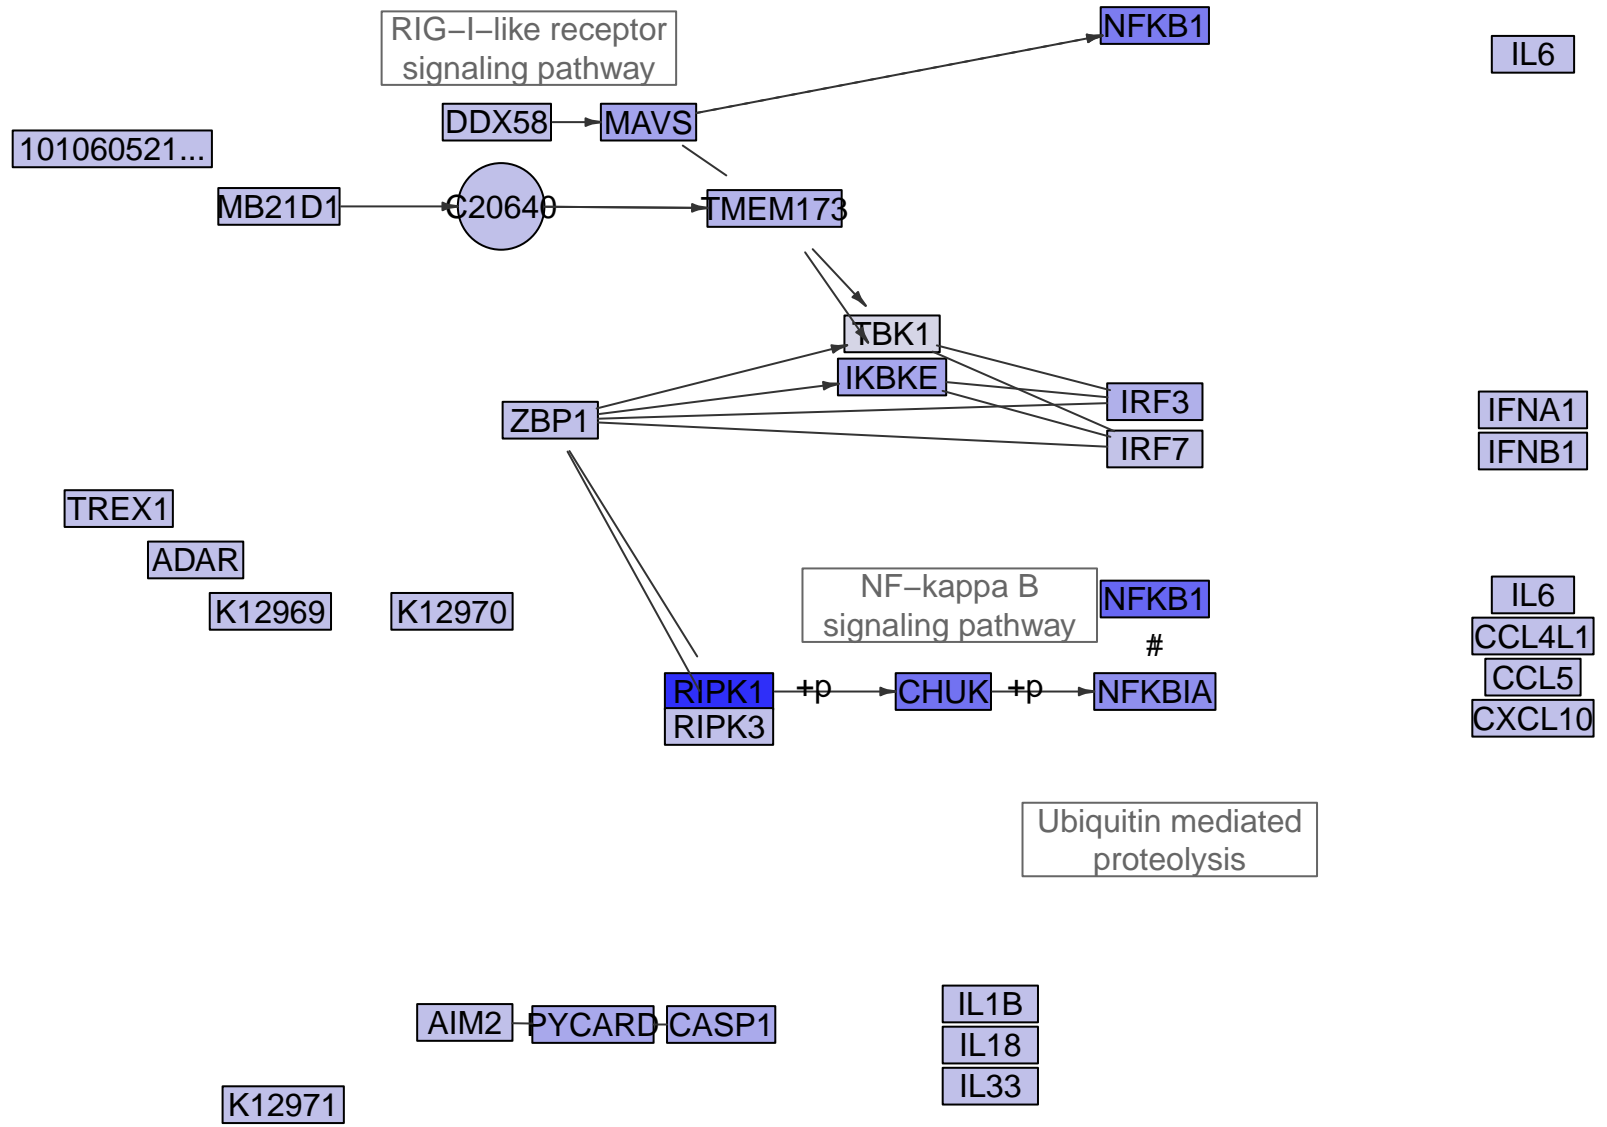 RIG−I−like receptor
signaling pathway
NFKB1
IL6
DDX58
MAVS
101060521...
MB21D1
C20640
TMEM173
TBK1
IKBKE
ZBP1
IRF3
IRF7
IFNA1
IFNB1
TREX1
ADAR
K12969
K12970
NF−kappa B
signaling pathway
NFKB1
#
IL6
CCL4L1
CCL5
CXCL10
RIPK1
+p
CHUK
+p
NFKBIA
RIPK3
Ubiquitin mediated
proteolysis
AIM2
PYCARD
CASP1
IL1B
IL18
IL33
K12971